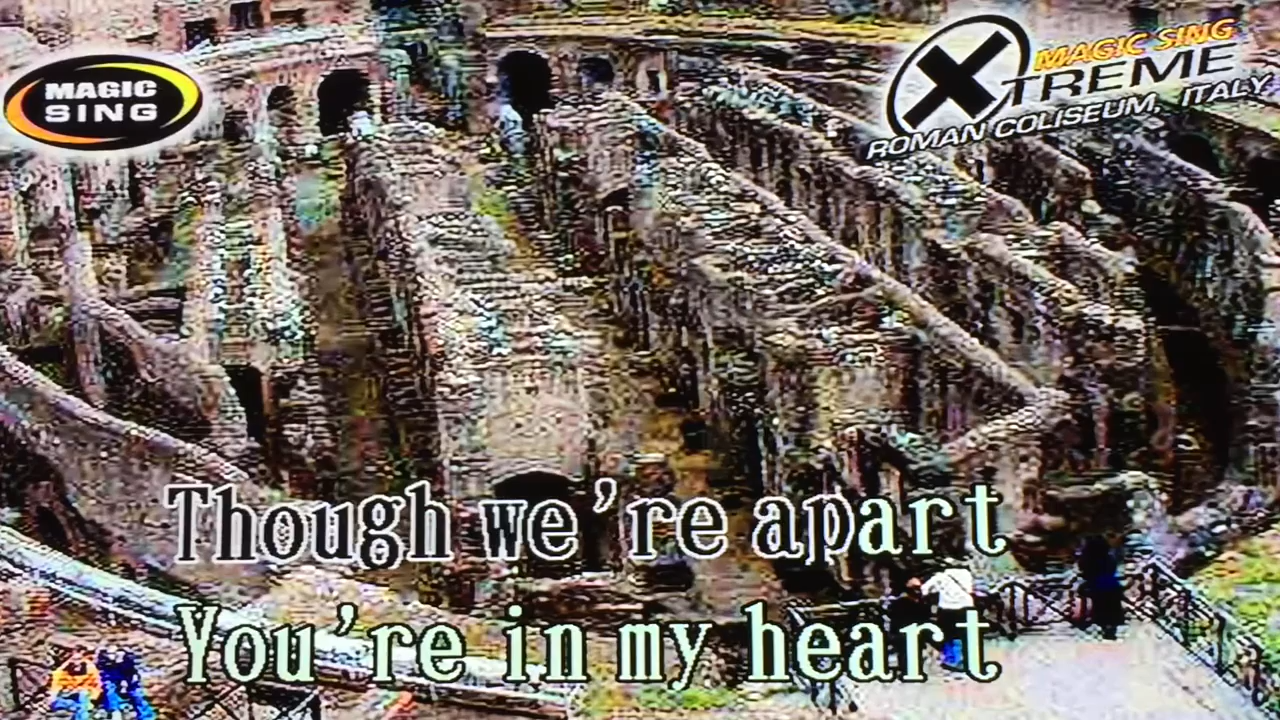 MAGIC
SING
MAGIC SING
XTREME
ROMAN COLISEUM, ITALY
Though we're apart
You're in my heart